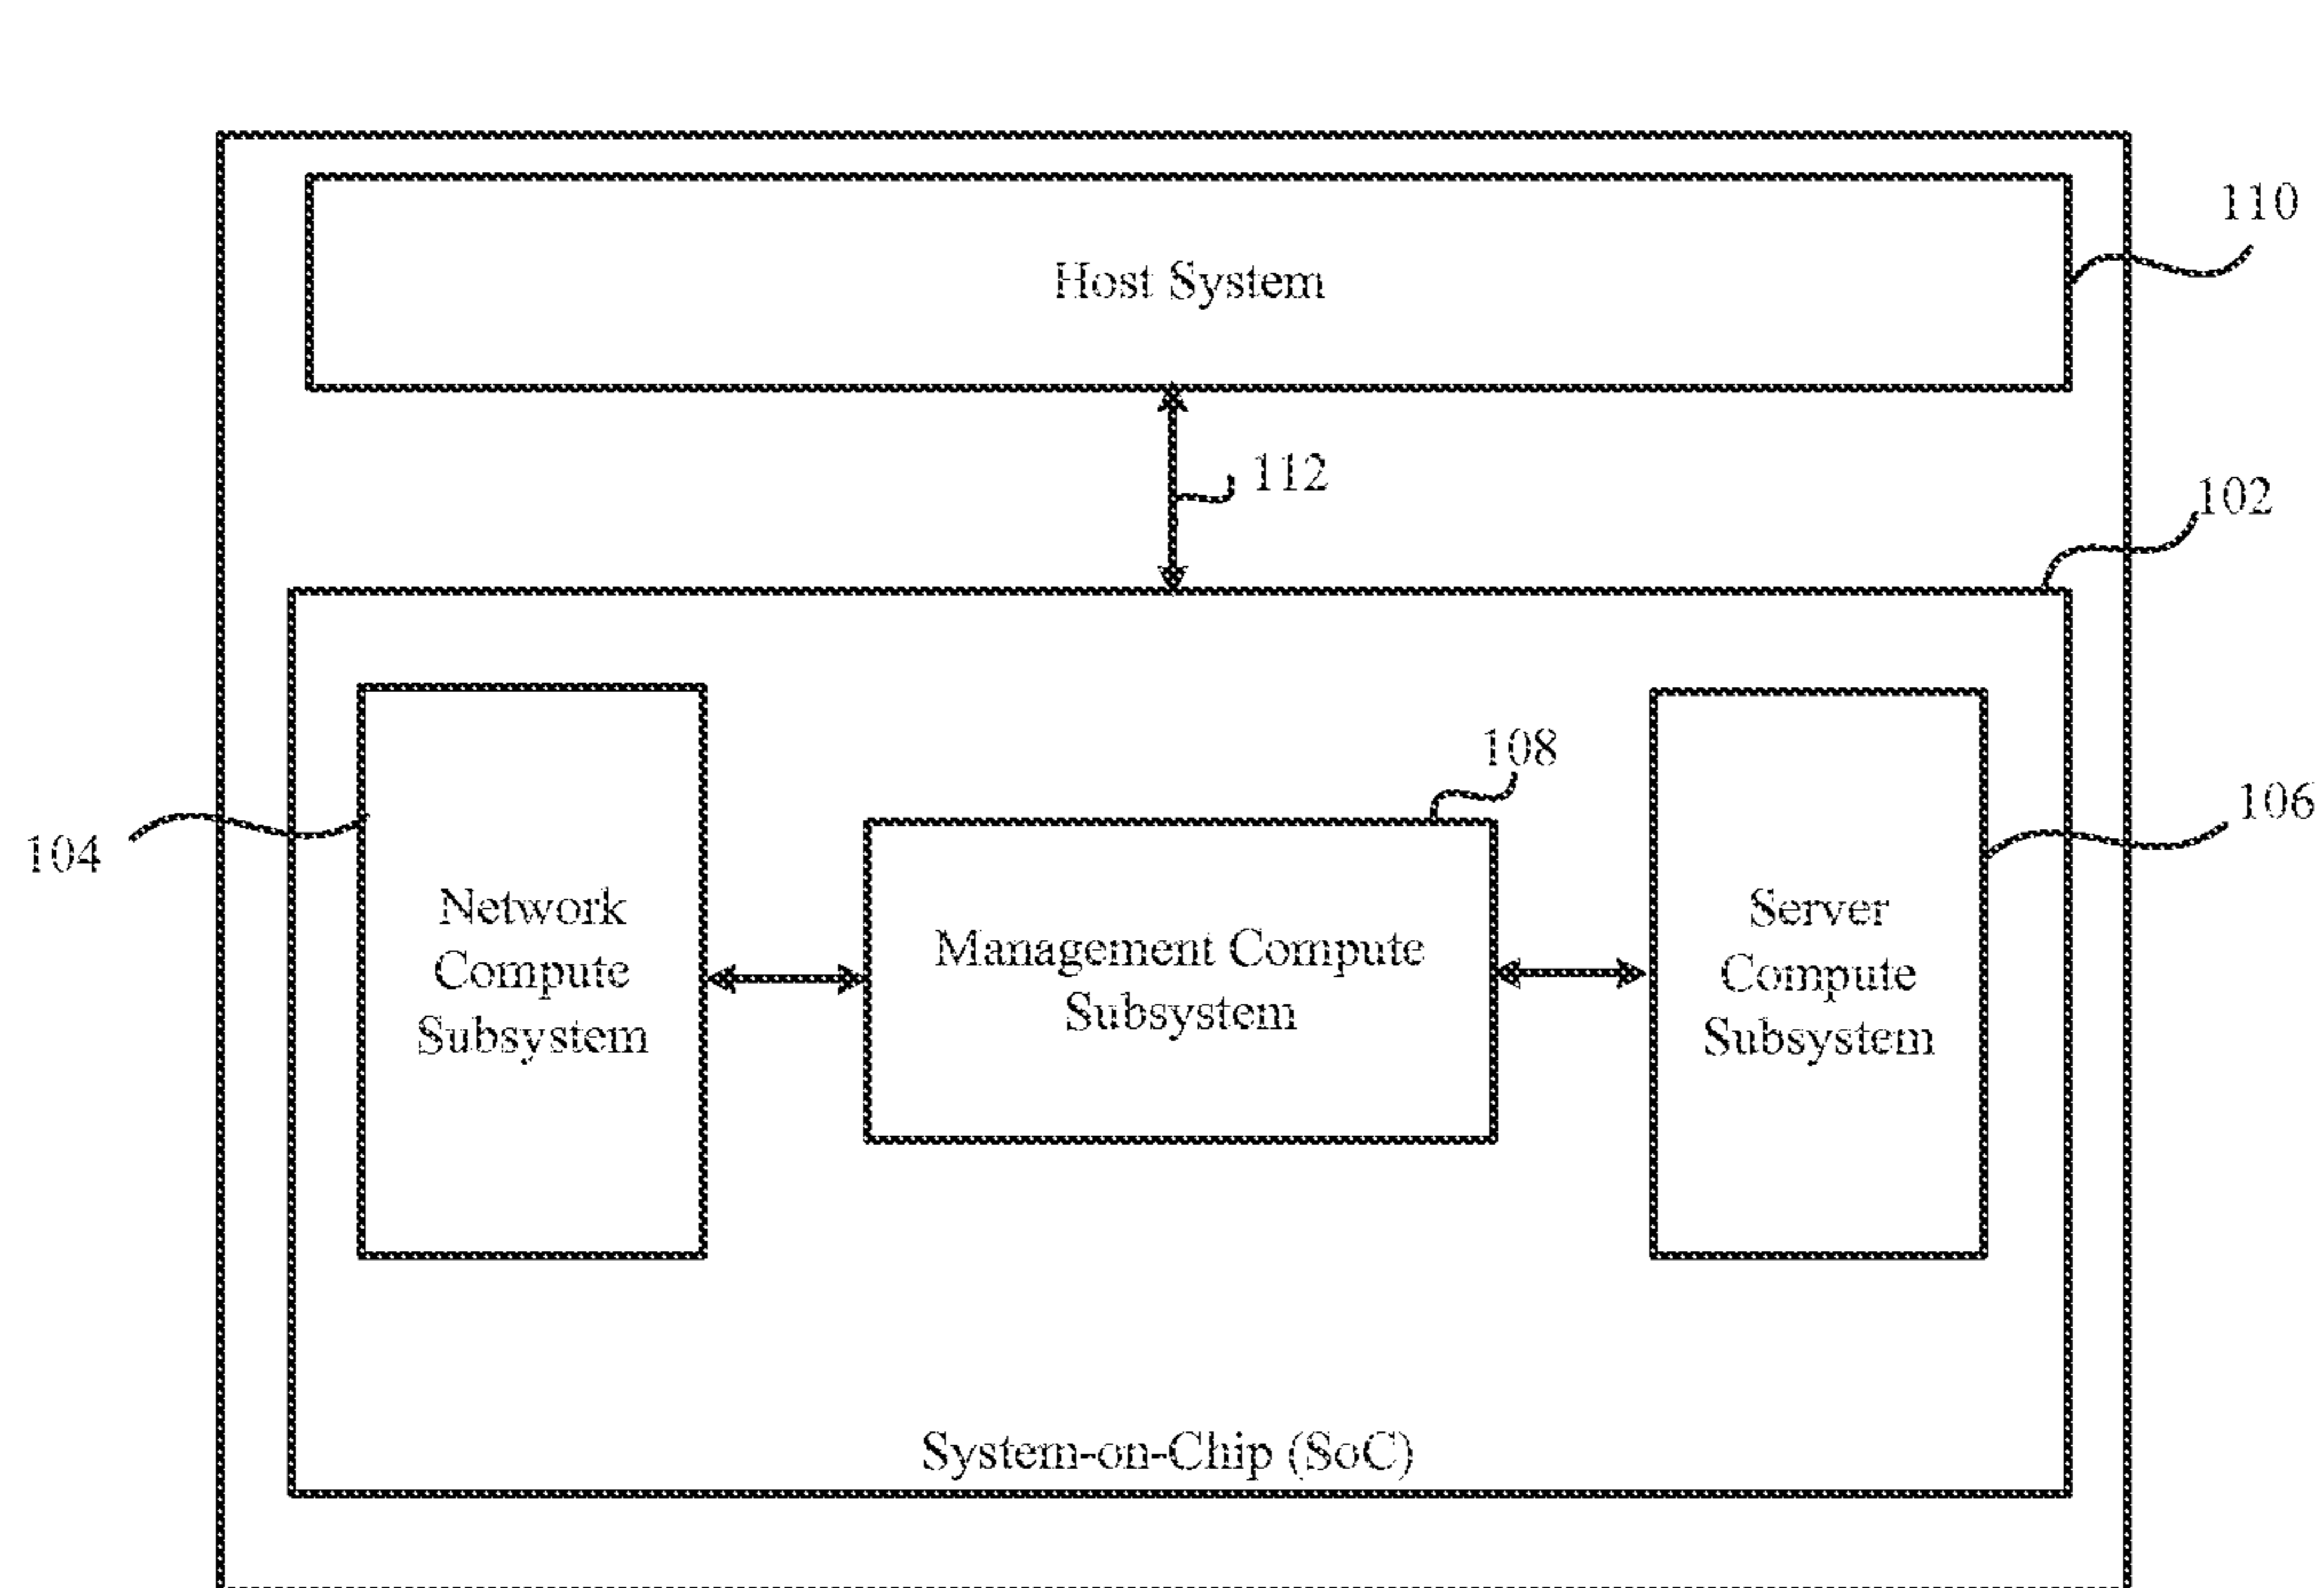 110
Host System
112
102
108
106
104
Network
Compute
Subsystem
Management Compute
Subsystem
Server
Compute
Subsystem
System-on-Chip (SoC)